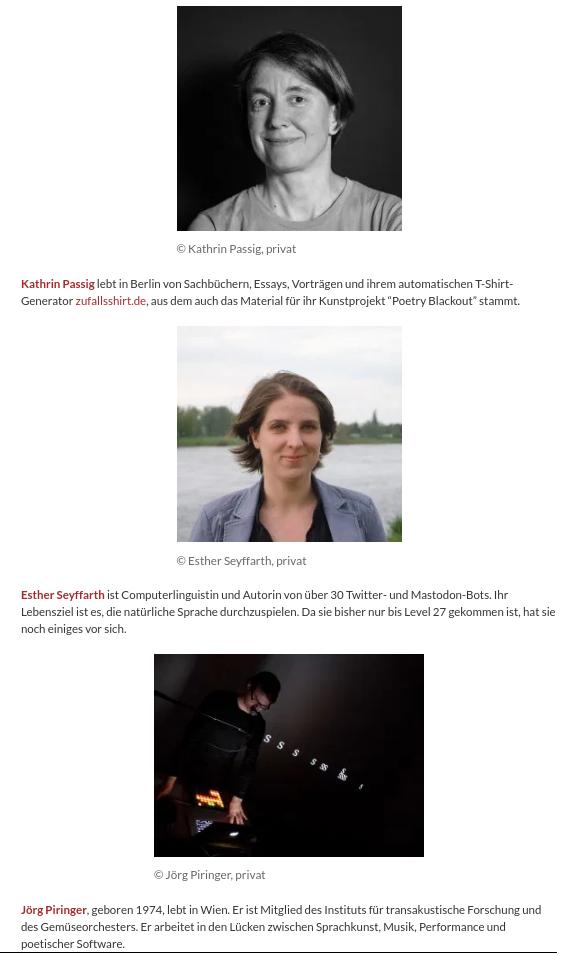 © Kathrin Passig, privat
Kathrin Passig lebt in Berlin von Sachbüchern, Essays, Vorträgen und ihrem automatischen T-Shirt-
Generator zufallsshirt.de, aus dem auch das Material für ihr Kunstprojekt “Poetry Blackout” stammt.
© Esther Seyffarth, privat
Esther Seyffarth ist Computerlinguistin und Autorin von über 30 Twitter- und Mastodon-Bots. Ihr
Lebensziel ist es, die natürliche Sprache durchzuspielen. Da sie bisher nur bis Level 27 gekommen ist, hat sie
noch einiges vor sich.
s s s s sss
© Jörg Piringer, privat
Jörg Piringer, geboren 1974, lebt in Wien. Er ist Mitglied des Instituts für transakustische Forschung und
des Gemüseorchesters. Er arbeitet in den Lücken zwischen Sprachkunst, Musik, Performance und
poetischer Software.